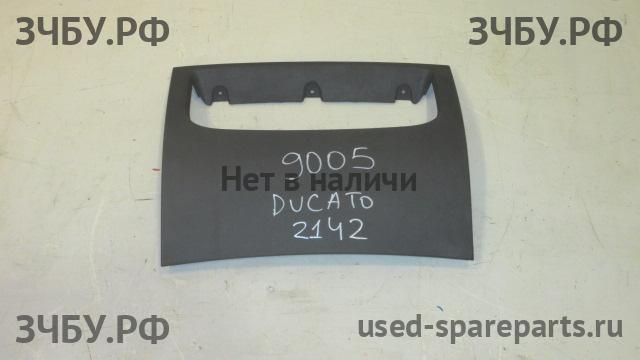 ЗЧБУ.РФ
ЗЧБУ.РФ
9005
Нет в наличи
DUCATO
2142
ЗЧБУ.РФ
used-spareparts.ru